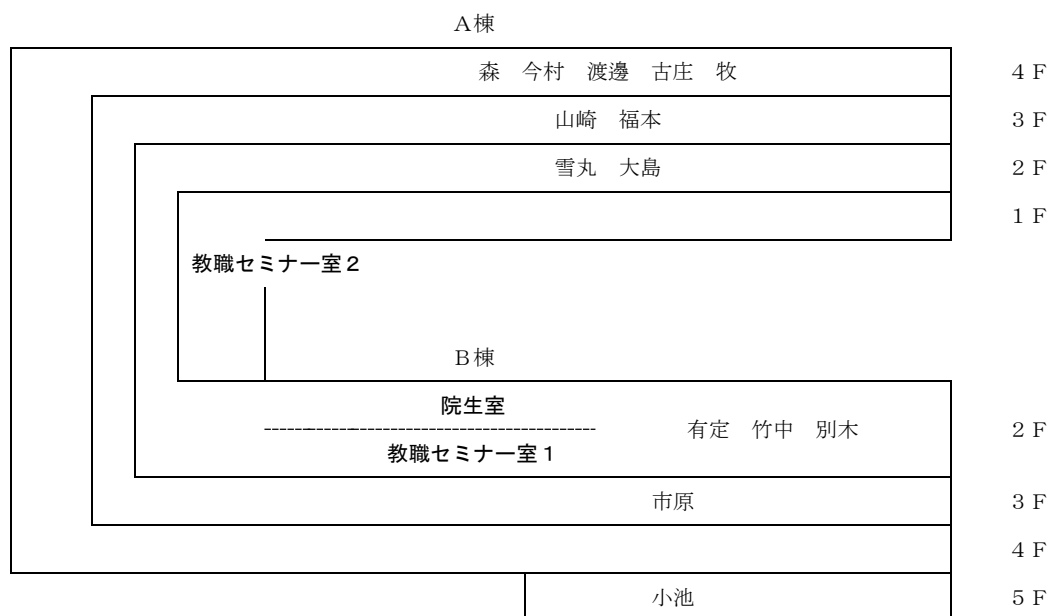 A棟
森　今村　渡邊　古庄　牧　４Ｆ
山崎　福本　３Ｆ
雪丸　大島　２Ｆ
１Ｆ
教職セミナー室２
B棟
院生室
有定　竹中　別木　２Ｆ
教職セミナー室１
市原　３Ｆ
４Ｆ
小池　５Ｆ